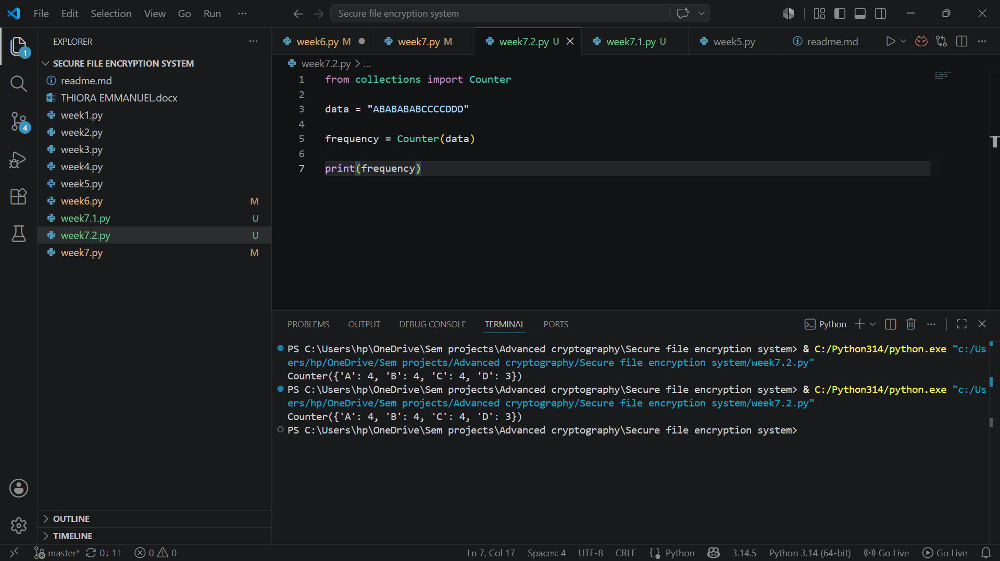 File Edit Selection View Go Run ···
Secure file encryption system
EXPLORER
SECURE FILE ENCRYPTION SYSTEM
readme.md
THIORA EMMANUEL.docx
week1.py
week2.py
week3.py
week4.py
week5.py
week6.py M
week7.1.py U
week7.2.py U
week7.py M
OUTLINE
TIMELINE
1
4
week6.py M
week7.py M
week7.2.py U
week7.1.py U
week5.py
readme.md
week7.2.py > ...
1 from collections import Counter
2
3 data = "ABABABABCCCCDDD"
4
5 frequency = Counter(data)
6
7 print(frequency)
PROBLEMS OUTPUT DEBUG CONSOLE TERMINAL PORTS
Python
PS C:\Users\hp\OneDrive\Sem projects\Advanced cryptography\Secure file encryption system> & C:/Python314/python.exe "c:/Us
ers/hp/OneDrive/Sem projects/Advanced cryptography/Secure file encryption system/week7.2.py"
Counter({'A': 4, 'B': 4, 'C': 4, 'D': 3})
PS C:\Users\hp\OneDrive\Sem projects\Advanced cryptography\Secure file encryption system> & C:/Python314/python.exe "c:/Us
ers/hp/OneDrive/Sem projects/Advanced cryptography/Secure file encryption system/week7.2.py"
Counter({'A': 4, 'B': 4, 'C': 4, 'D': 3})
PS C:\Users\hp\OneDrive\Sem projects\Advanced cryptography\Secure file encryption system>
master* 0↓ 1↑ 0 0 Ln 7, Col 17 Spaces: 4 UTF-8 CRLF Python 3.14.5 Python 3.14 (64-bit) Go Live Go Live